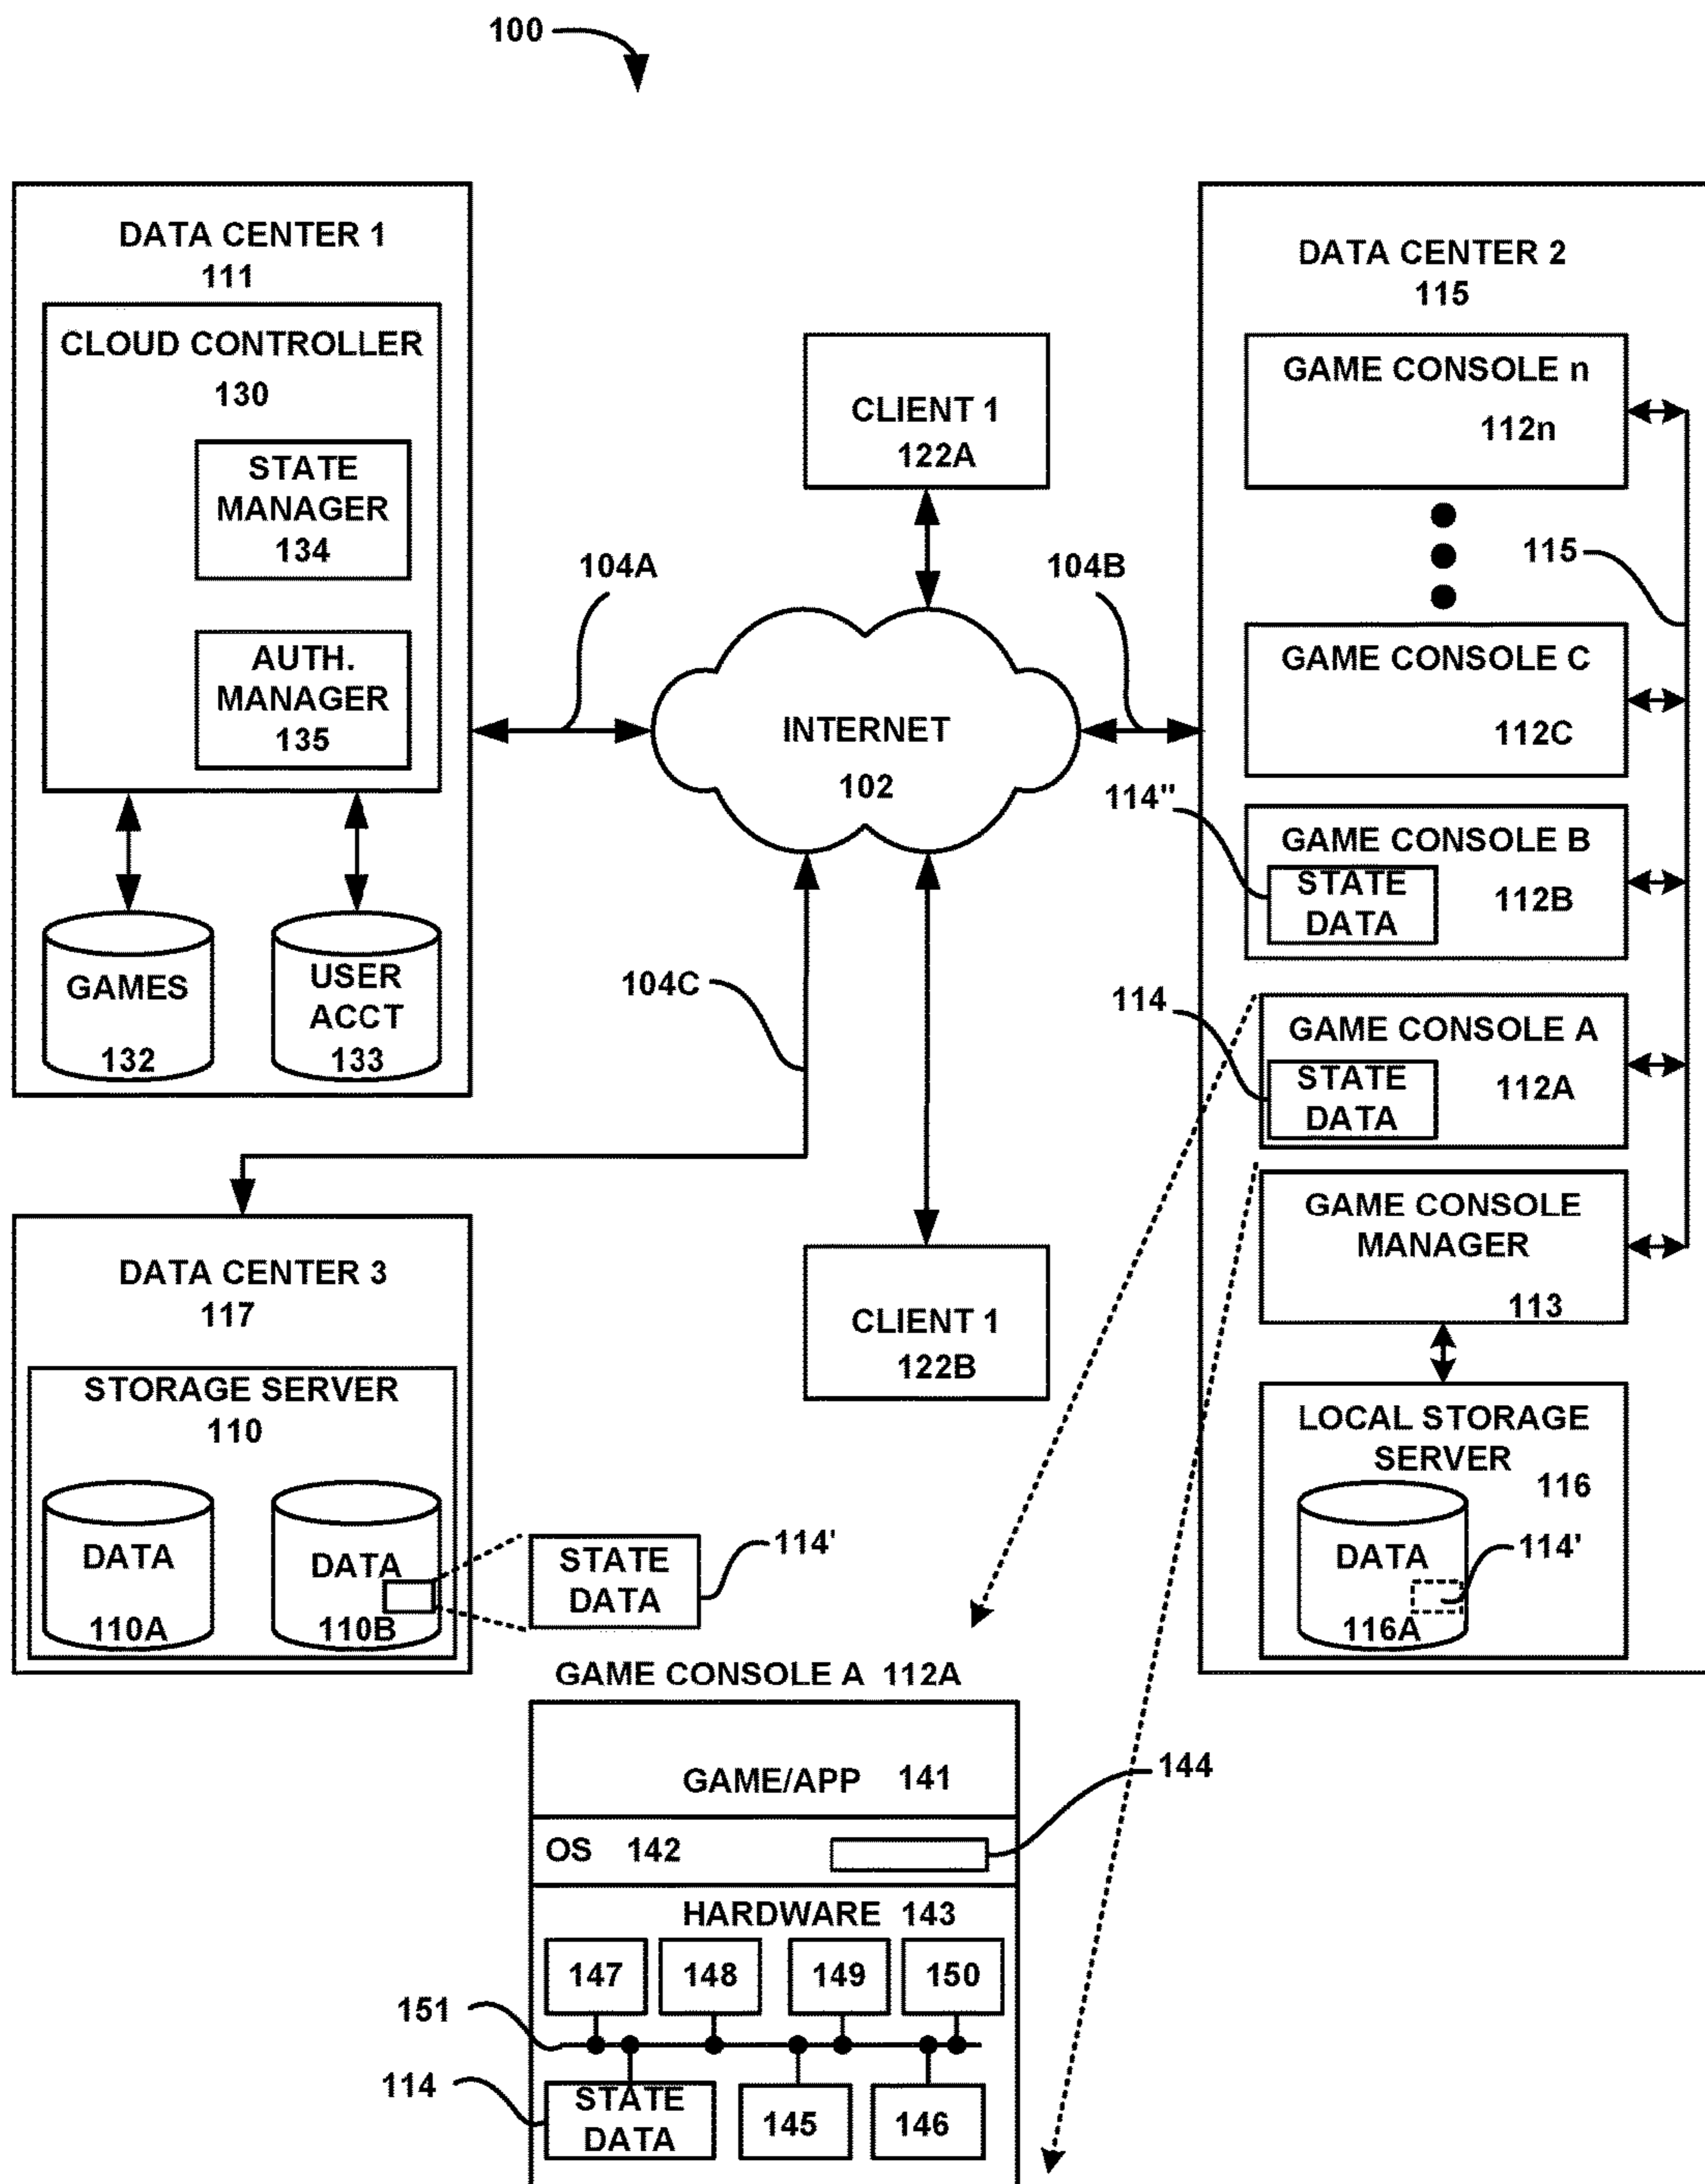 100
DATA CENTER 1
111
CLOUD CONTROLLER
130
STATE
MANAGER
134
AUTH.
MANAGER
135
GAMES
132
USER
ACCT
133
104A
CLIENT 1
122A
104B
INTERNET
102
104C
CLIENT 1
122B
DATA CENTER 2
115
GAME CONSOLE n
112n
115
GAME CONSOLE C
112C
114"
GAME CONSOLE B
STATE
DATA
112B
114
GAME CONSOLE A
STATE
DATA
112A
GAME CONSOLE
MANAGER
113
LOCAL STORAGE
SERVER
116
DATA
114'
116A
DATA CENTER 3
117
STORAGE SERVER
110
DATA
110A
DATA
110B
STATE
DATA
114'
GAME CONSOLE A 112A
GAME/APP 141
144
OS 142
HARDWARE 143
147
148
149
150
151
114
STATE
DATA
145
146